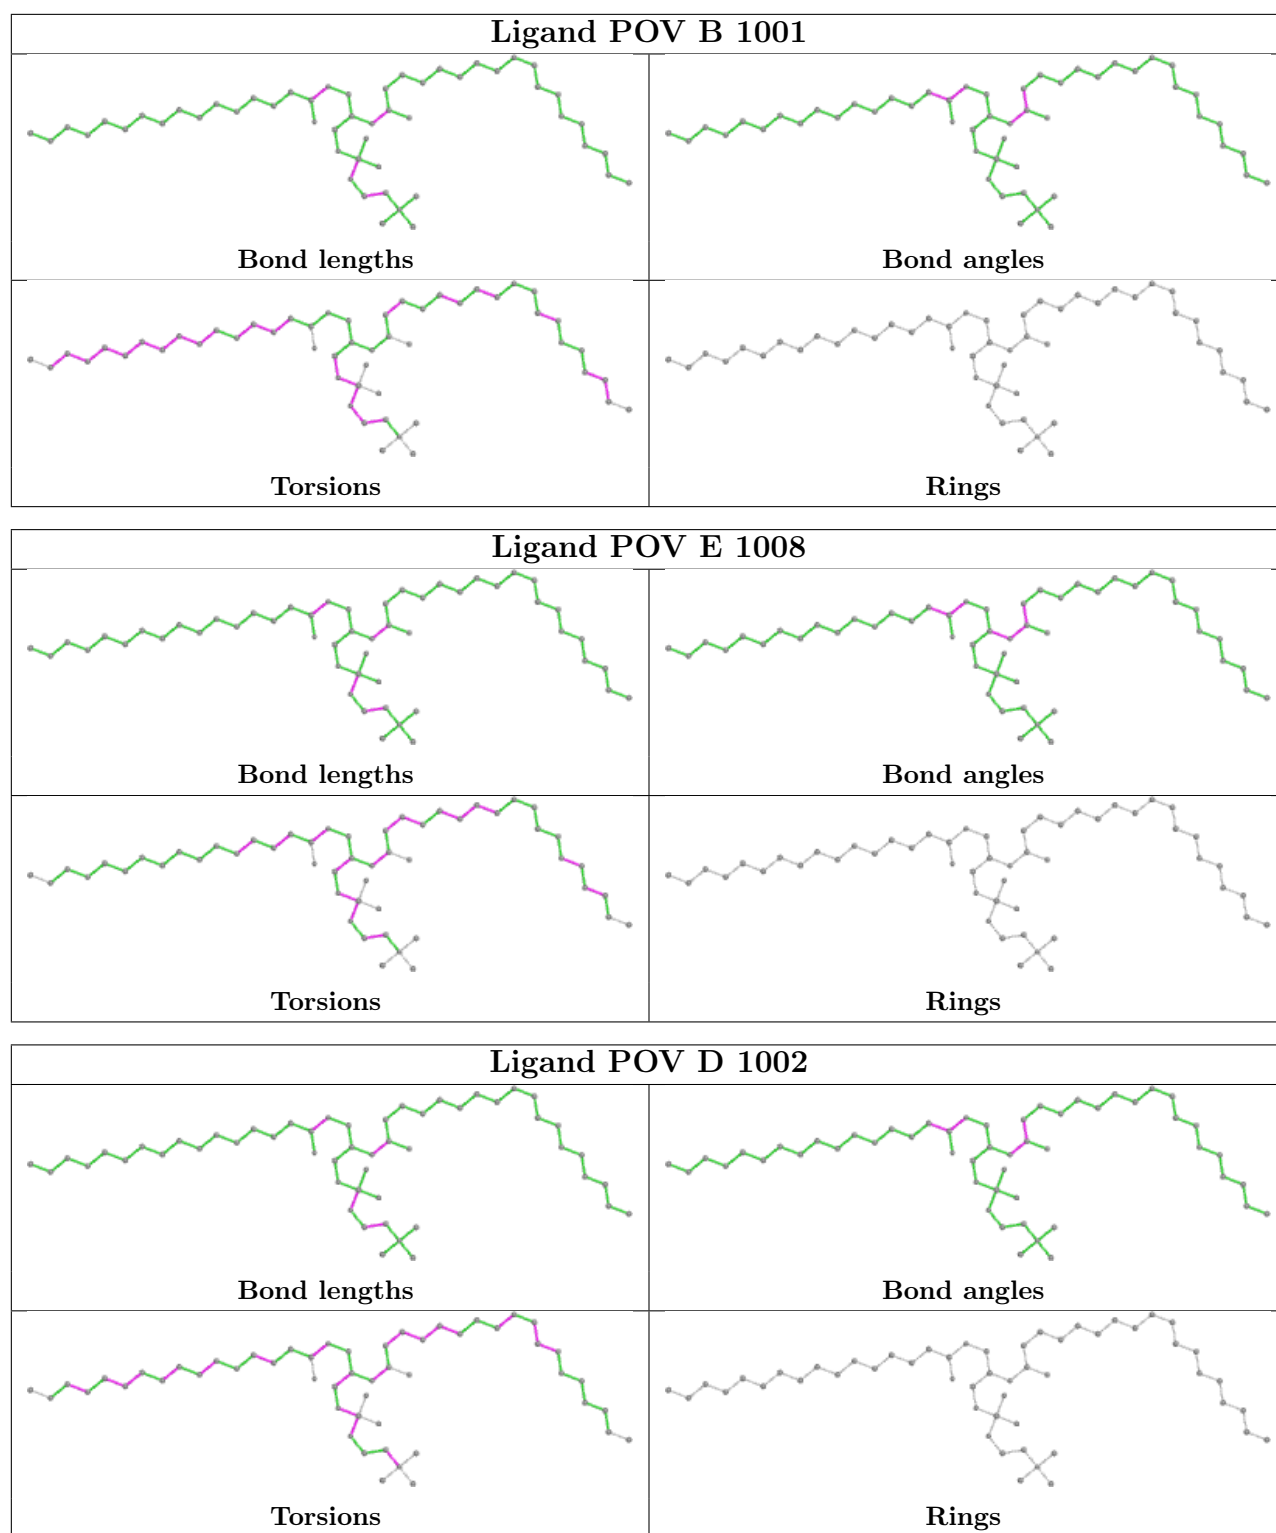 Ligand POV B 1001
Bond lengths
Bond angles
Torsions
Rings
Ligand POV E 1008
Bond lengths
Bond angles
Torsions
Rings
Ligand POV D 1002
Bond lengths
Bond angles
Torsions
Rings